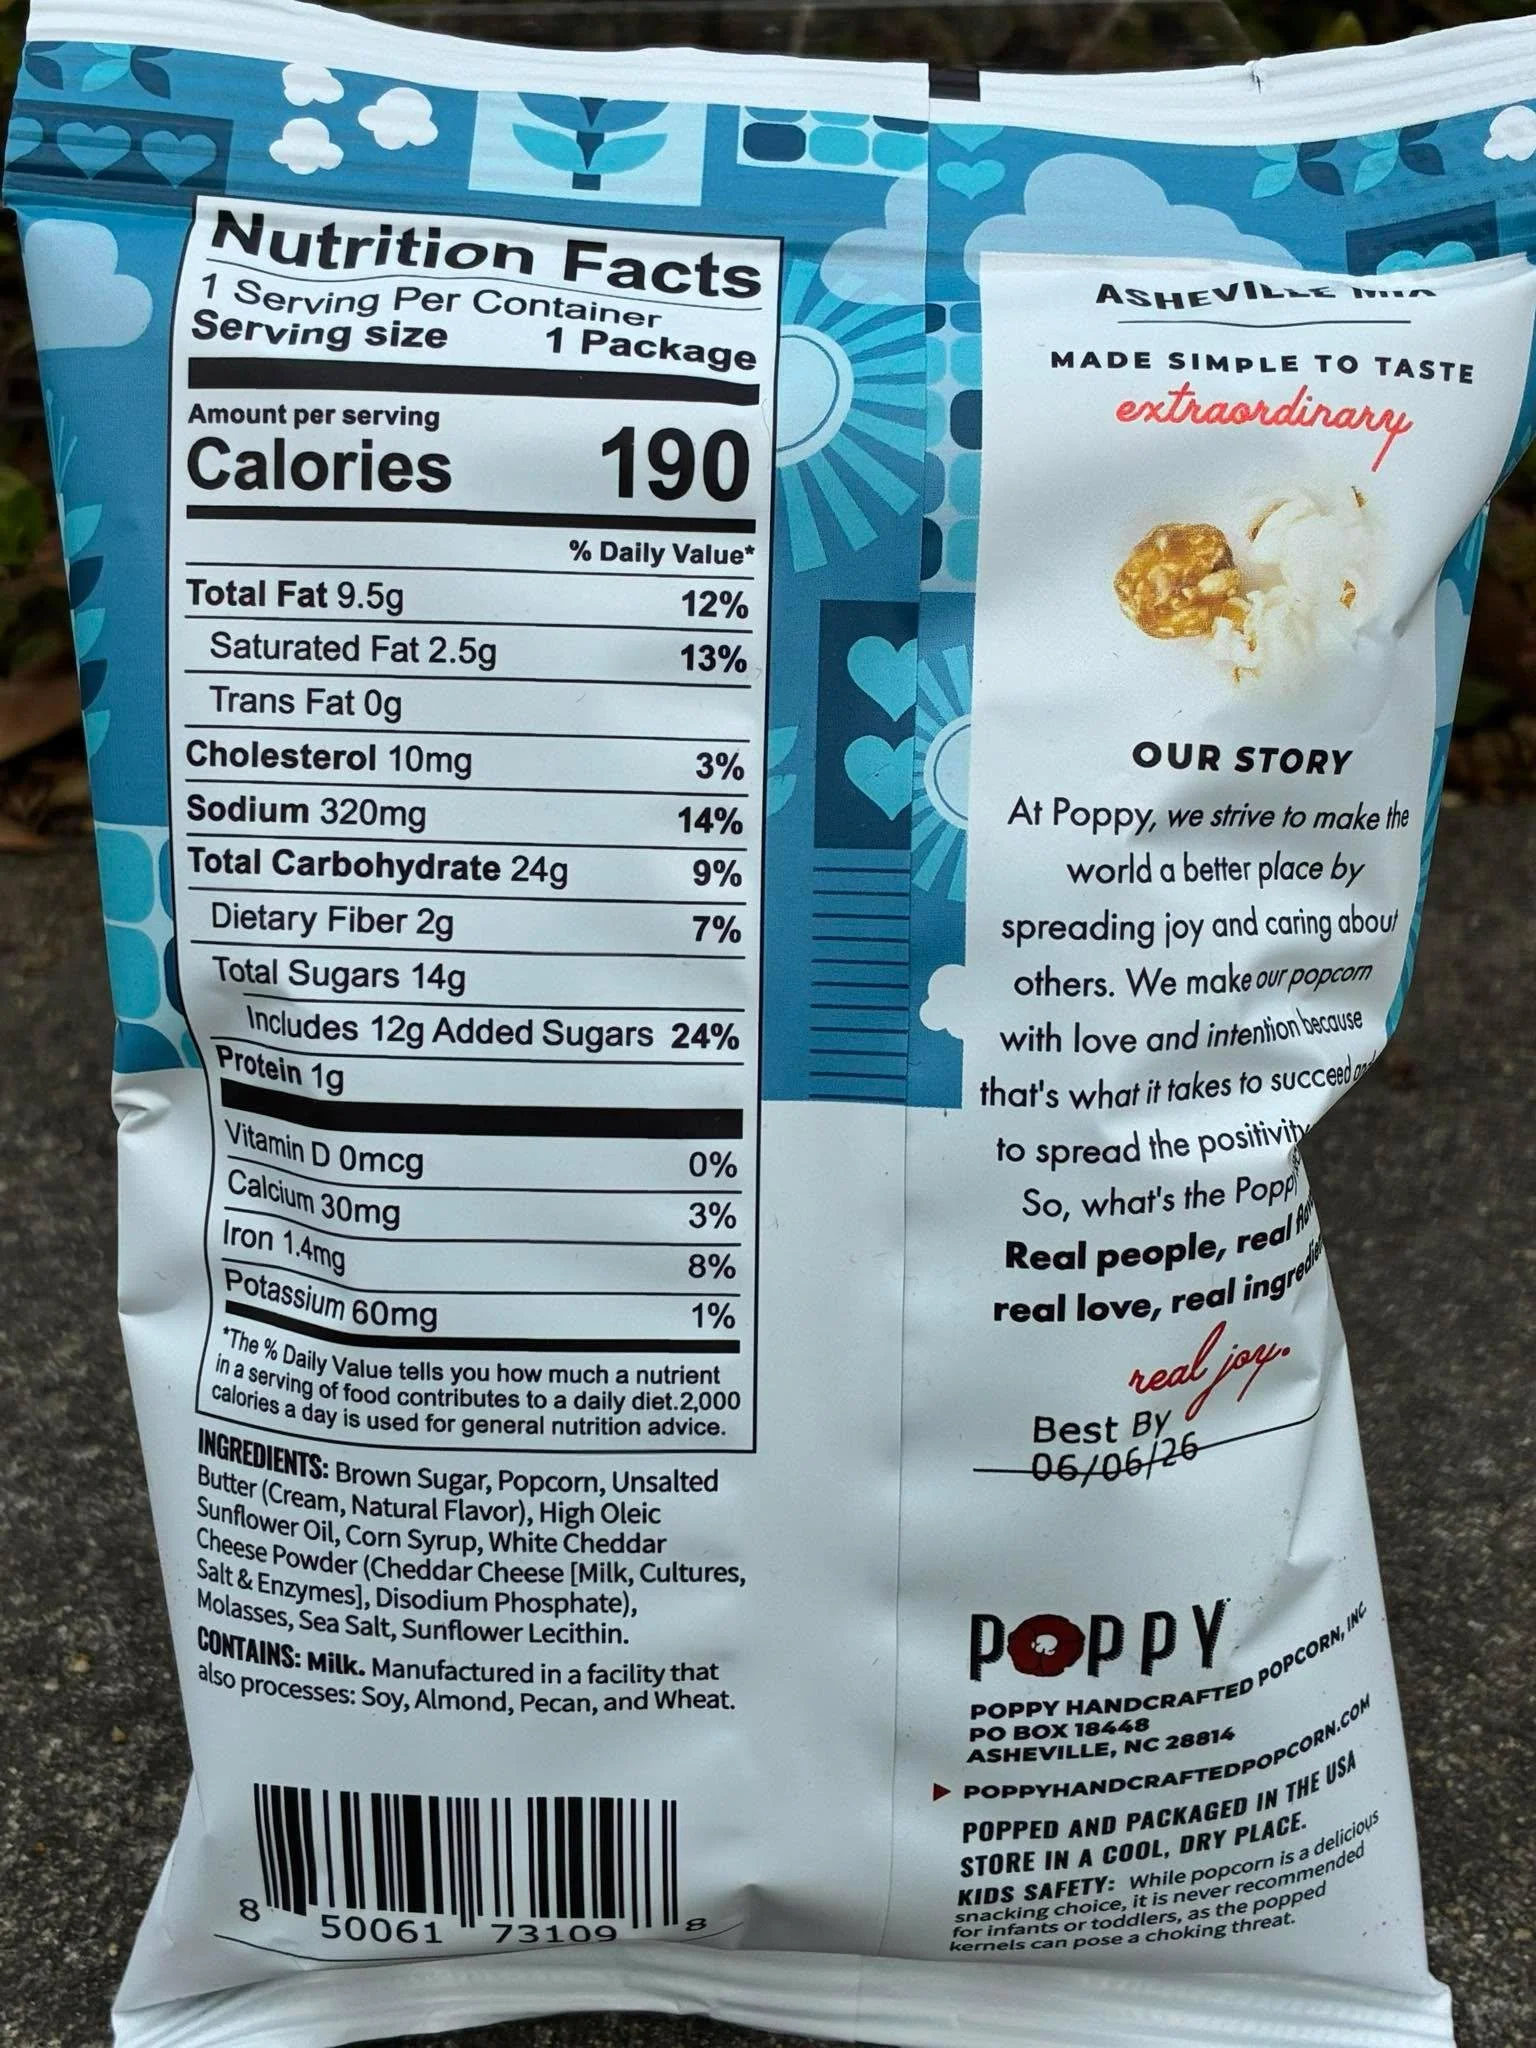 Nutrition Facts
1 Serving Per Container
Serving size 1 Package
Amount per serving
Calories 190
% Daily Value*
Total Fat 9.5g 12%
Saturated Fat 2.5g 13%
Trans Fat 0g
Cholesterol 10mg 3%
Sodium 320mg 14%
Total Carbohydrate 24g 9%
Dietary Fiber 2g 7%
Total Sugars 14g
Includes 12g Added Sugars 24%
Protein 1g
Vitamin D 0mcg 0%
Calcium 30mg 3%
Iron 1.4mg 8%
Potassium 60mg 1%
*The % Daily Value tells you how much a nutrient
in a serving of food contributes to a daily diet.2,000
calories a day is used for general nutrition advice.
INGREDIENTS: Brown Sugar, Popcorn, Unsalted
Butter (Cream, Natural Flavor), High Oleic
Sunflower Oil, Corn Syrup, White Cheddar
Cheese Powder (Cheddar Cheese [Milk, Cultures,
Salt & Enzymes], Disodium Phosphate),
Molasses, Sea Salt, Sunflower Lecithin.
CONTAINS: Milk. Manufactured in a facility that
also processes: Soy, Almond, Pecan, and Wheat.
8 50061 73109 8
ASHEVILLE MIX
MADE SIMPLE TO TASTE
extraordinary
OUR STORY
At Poppy, we strive to make the
world a better place by
spreading joy and caring about
others. We make our popcorn
with love and intention because
that's what it takes to succeed and
to spread the positivity
So, what's the
Real people, real
real love, real
real joy.
Best By
06/06/26
POPPY
POPPY HANDCRAFTED POPCORN, INC
PO BOX 18448
ASHEVILLE, NC 28814
POPPYHANDCRAFTEDPOPCORN.COM
POPPED AND PACKAGED IN THE USA
STORE IN A COOL, DRY PLACE.
KIDS SAFETY: While popcorn is a delicious
snacking choice, it is never recommended
for infants or toddlers, as the popped
kernels can pose a choking threat.